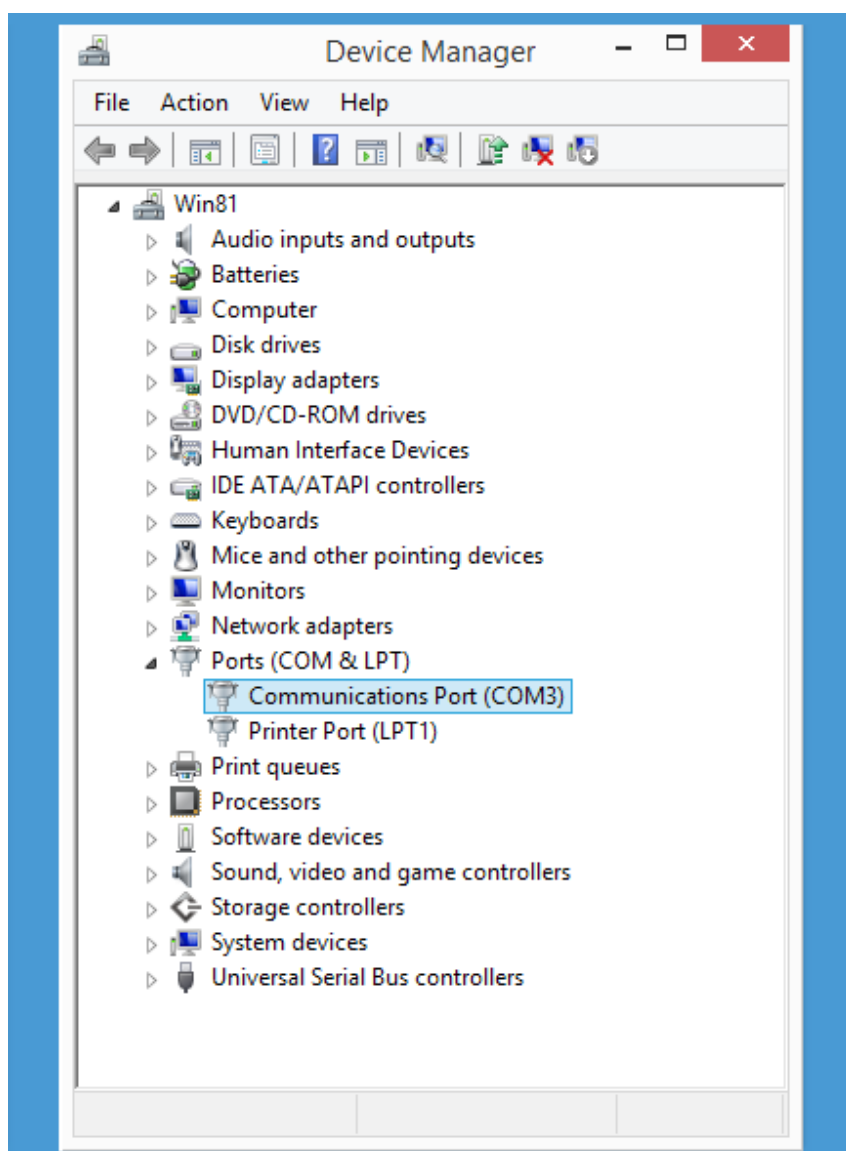 Device Manager
File Action View Help
Win81
Audio inputs and outputs
Batteries
Computer
Disk drives
Display adapters
DVD/CD-ROM drives
Human Interface Devices
IDE ATA/ATAPI controllers
Keyboards
Mice and other pointing devices
Monitors
Network adapters
Ports (COM & LPT)
Communications Port (COM3)
Printer Port (LPT1)
Print queues
Processors
Software devices
Sound, video and game controllers
Storage controllers
System devices
Universal Serial Bus controllers